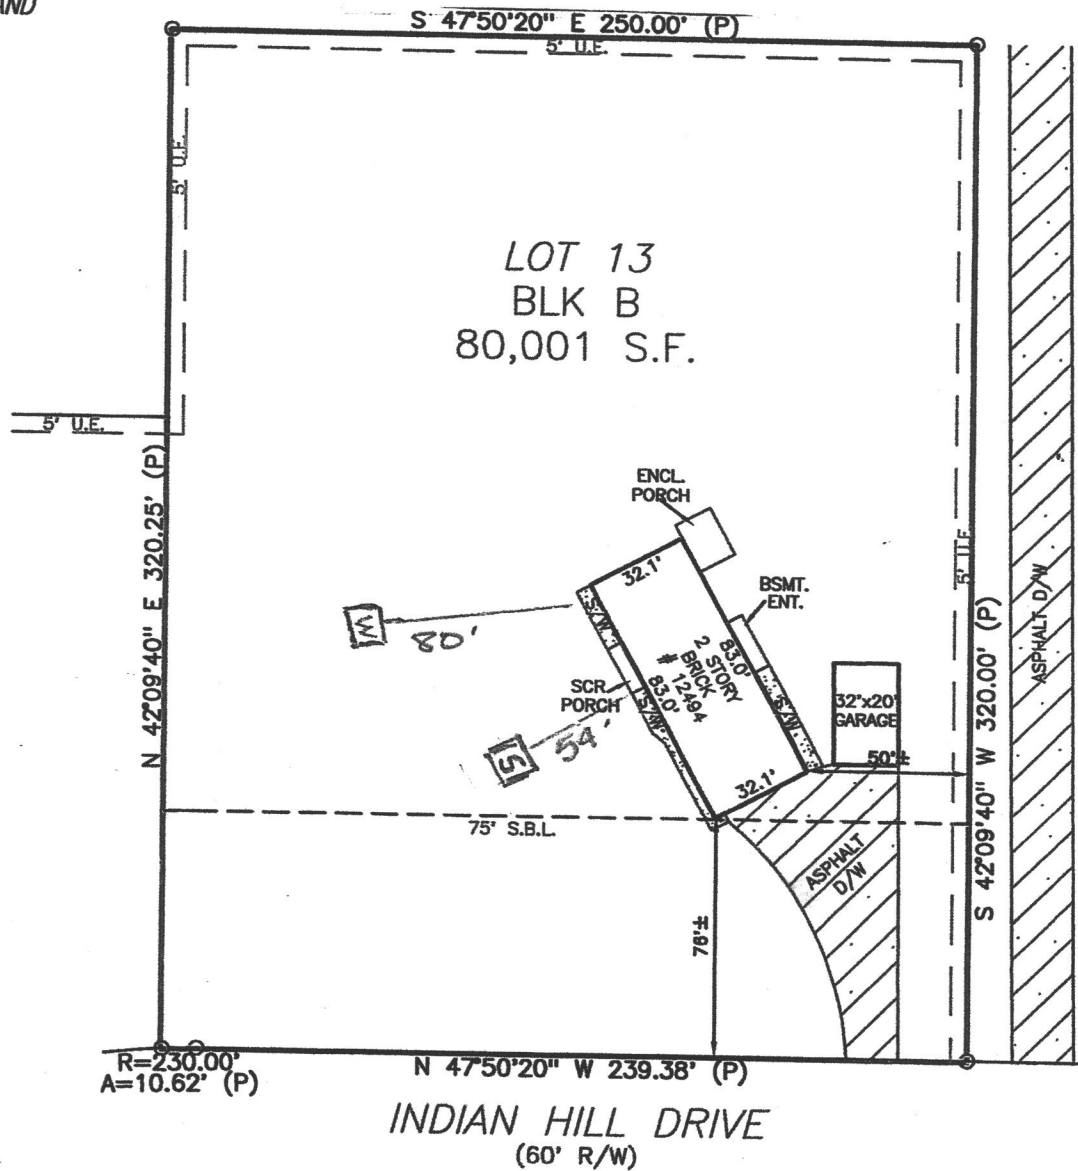 AND
S 47°50'20" E 250.00' (P)
5' U.E.
5' U.E.
LOT 13
BLK B
80,001 S.F.
5' U.E.
N 42°09'40" E 320.25' (P)
ENCL.
PORCH
32.1'
BSMT.
ENT.
5' U.E.
ASPHALT D/W
S 42°09'40" W 320.00' (P)
W
80'
S/W
83.0'
2 STORY
BRICK
# 12494
83.0'
SCR.
PORCH
S/W
S/W
32'x20'
GARAGE
S
54'
50'±
32.1'
75' S.B.L.
ASPHALT
D/W
76'±
R=230.00'
A=10.62' (P)
N 47°50'20" W 239.38' (P)
INDIAN HILL DRIVE
(60' R/W)